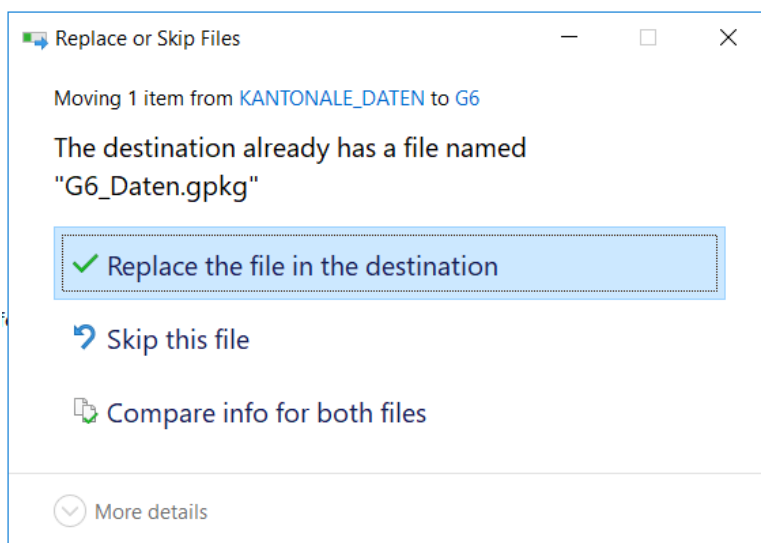 Replace or Skip Files
Moving 1 item from KANTONALE_DATEN to G6
The destination already has a file named
"G6_Daten.gpkg"
Replace the file in the destination
Skip this file
Compare info for both files
More details